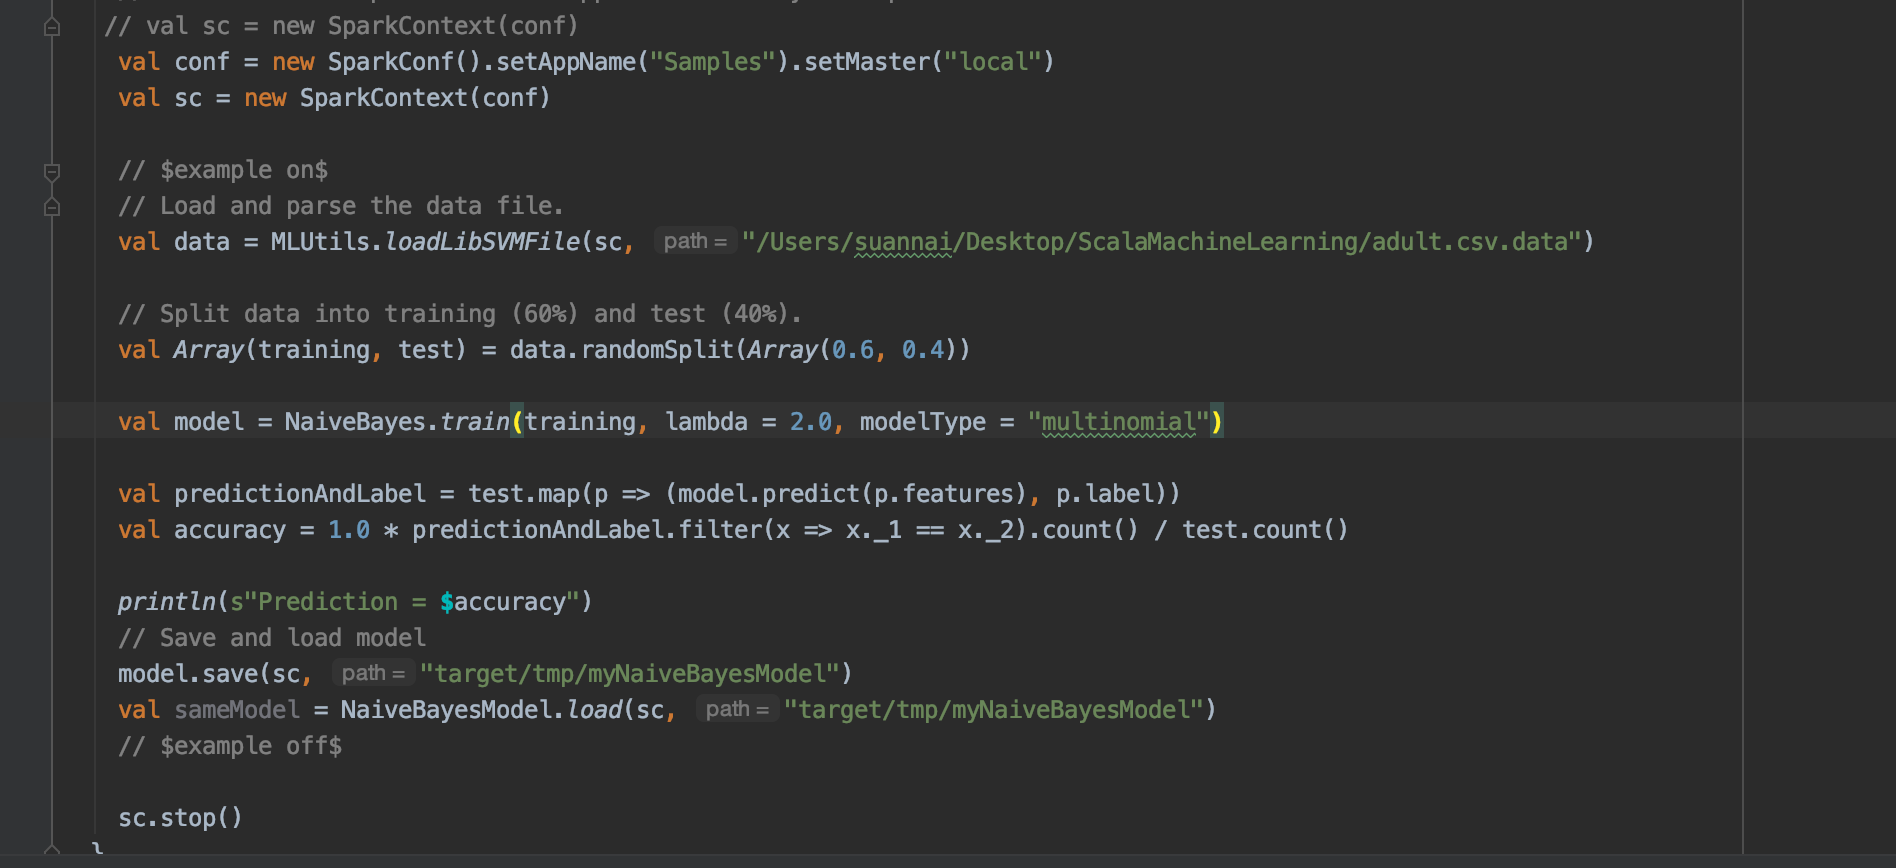 // val sc = new SparkContext(conf)
val conf = new SparkConf().setAppName("Samples").setMaster("local")
val sc = new SparkContext(conf)
// $example on$
// Load and parse the data file.
val data = MLUtils.loadLibSVMFile(sc, path = "/Users/suannai/Desktop/ScalaMachineLearning/adult.csv.data")
// Split data into training (60%) and test (40%).
val Array(training, test) = data.randomSplit(Array(0.6, 0.4))
val model = NaiveBayes.train(training, lambda = 2.0, modelType = "multinomial")
val predictionAndLabel = test.map(p => (model.predict(p.features), p.label))
val accuracy = 1.0 * predictionAndLabel.filter(x => x._1 == x._2).count() / test.count()
println(s"Prediction = $accuracy")
// Save and load model
model.save(sc, path = "target/tmp/myNaiveBayesModel")
val sameModel = NaiveBayesModel.load(sc, path = "target/tmp/myNaiveBayesModel")
// $example off$
sc.stop()
}